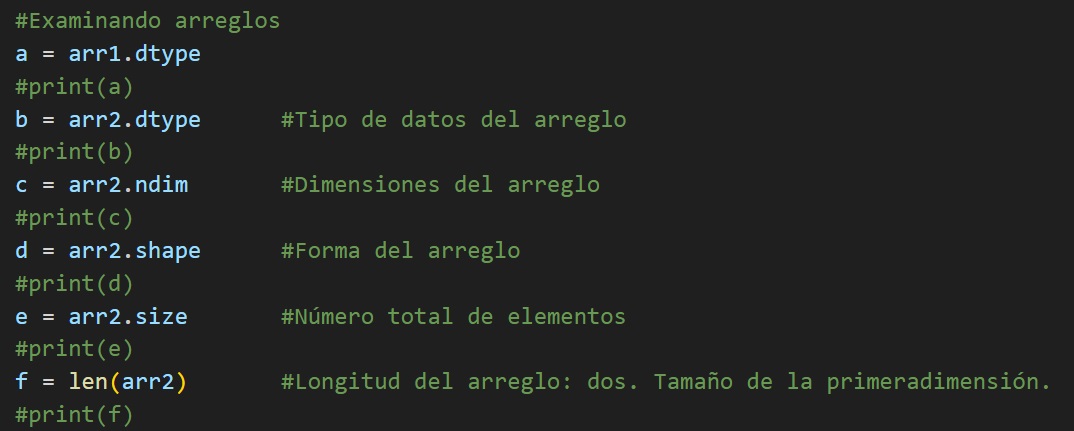 #Examinando arreglos
a = arr1.dtype
#print(a)
b = arr2.dtype      #Tipo de datos del arreglo
#print(b)
c = arr2.ndim       #Dimensiones del arreglo
#print(c)
d = arr2.shape      #Forma del arreglo
#print(d)
e = arr2.size       #Número total de elementos
#print(e)
f = len(arr2)       #Longitud del arreglo: dos. Tamaño de la primeradimensión.
#print(f)